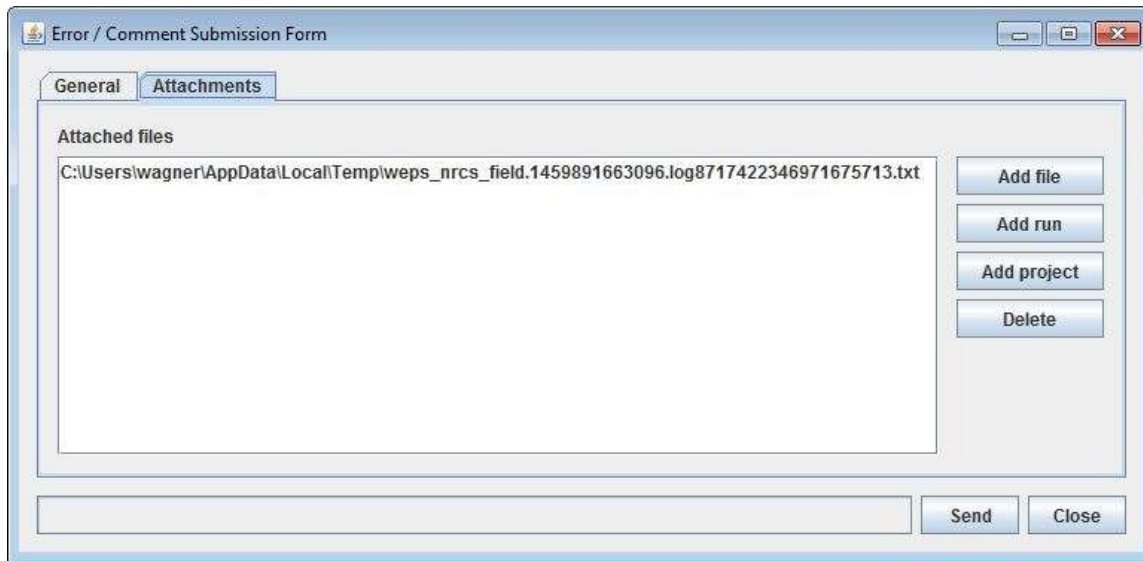 Error / Comment Submission Form
General
Attachments
Attached files
C:\Users\wagner\AppData\Local\Temp\weps_nrcs_field.1459891663096.log8717422346971675713.txt
Add file
Add run
Add project
Delete
Send
Close